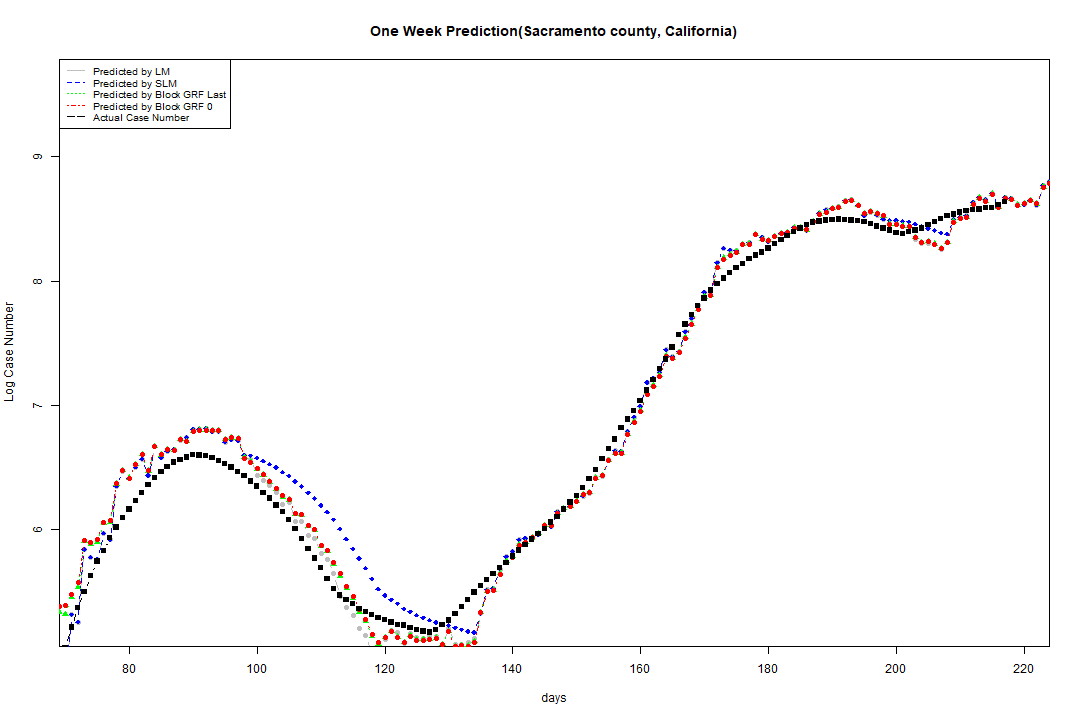 One Week Prediction(Sacramento county, California)
Predicted by LM
Predicted by SLM
Predicted by Block GRF Last
Predicted by Block GRF 0
Actual Case Number
9
8
7
6
Log Case Number
80 100 120 140 160 180 200 220
days